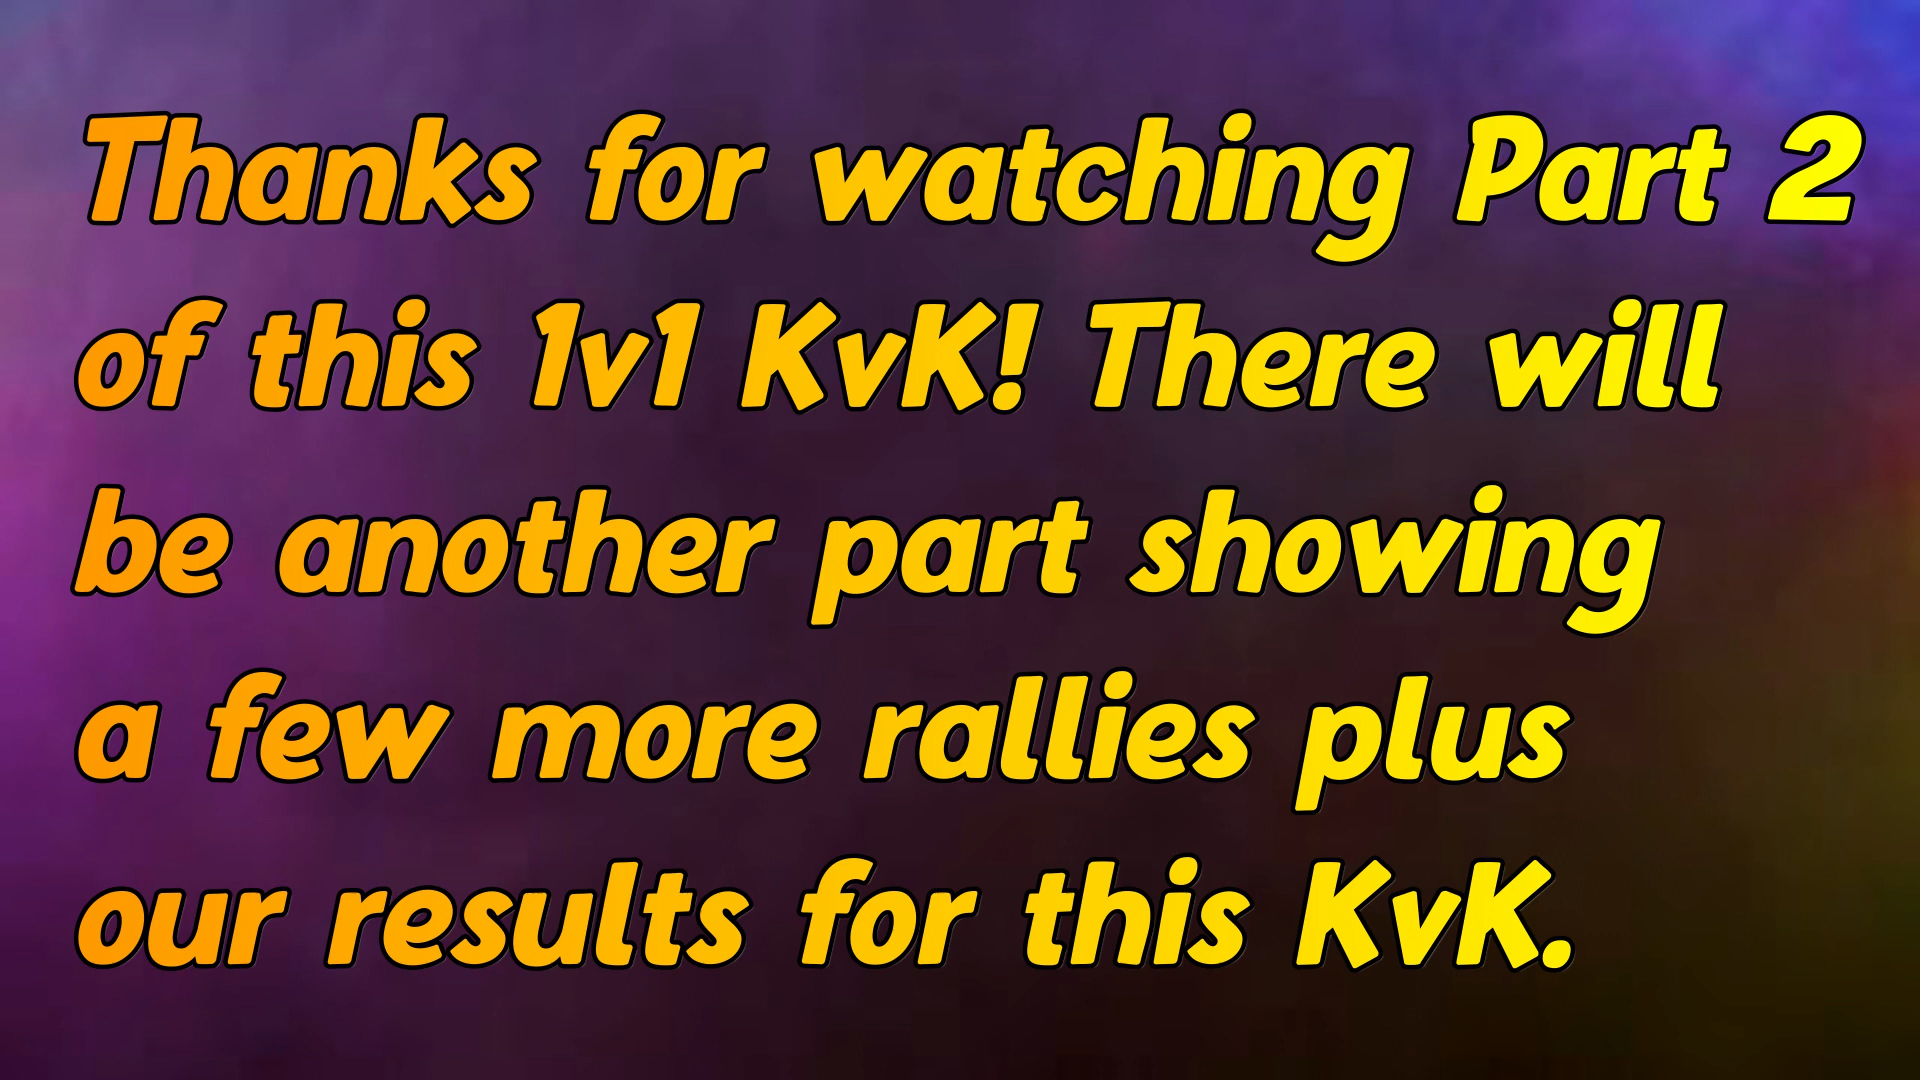 Thanks for watching Part 2
of this 1v1 KvK! There will
be another part showing
a few more rallies plus
our results for this KvK.